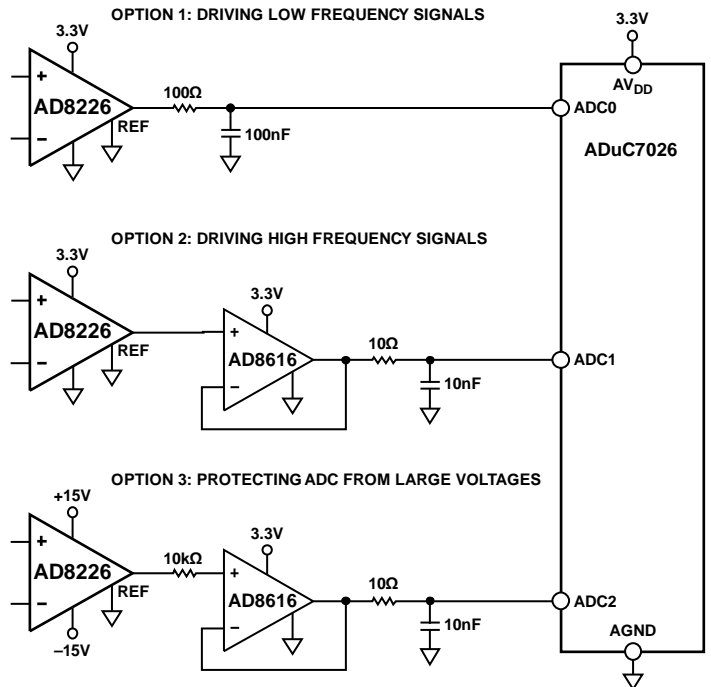 OPTION 1: DRIVING LOW FREQUENCY SIGNALS
3.3V
3.3V
AVDD
+
AD8226
−
REF
100Ω
100nF
ADC0
ADuC7026
OPTION 2: DRIVING HIGH FREQUENCY SIGNALS
3.3V
+
AD8226
−
REF
3.3V
+
AD8616
−
10Ω
10nF
ADC1
OPTION 3: PROTECTING ADC FROM LARGE VOLTAGES
+15V
+
AD8226
−
REF
−15V
10kΩ
3.3V
+
AD8616
−
10Ω
10nF
ADC2
AGND